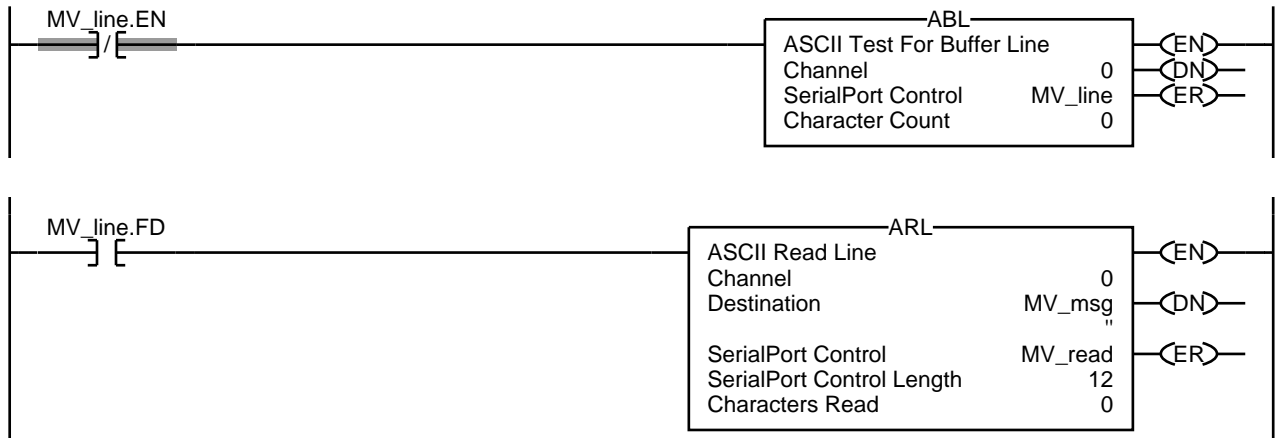 MV_line.EN
/
ABL
ASCII Test For Buffer Line
EN
Channel 0
DN
SerialPort Control MV_line
ER
Character Count 0
MV_line.FD
ARL
ASCII Read Line
EN
Channel 0
Destination MV_msg
DN
''
SerialPort Control MV_read
ER
SerialPort Control Length 12
Characters Read 0